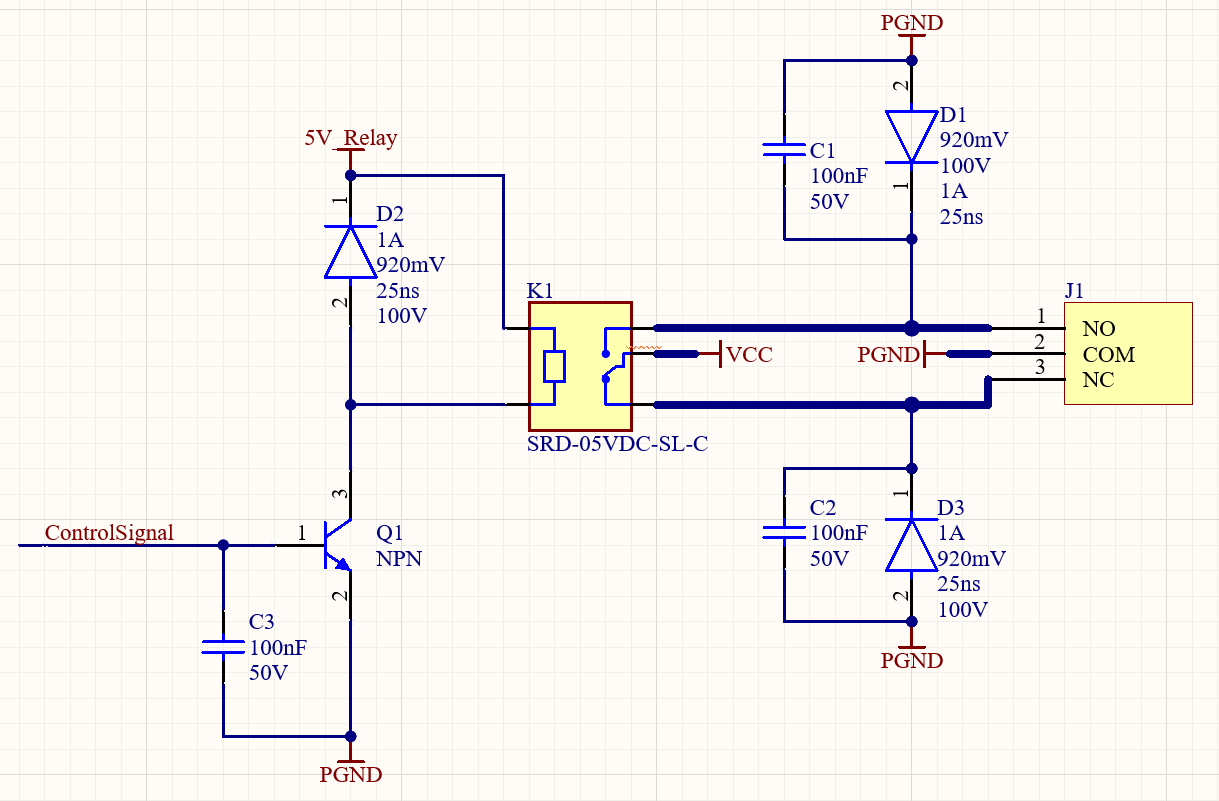 PGND
2
D1
920mV
100V
1A
25ns
1
C1
100nF
50V
5V_Relay
1
D2
1A
920mV
25ns
100V
2
K1
SRD-05VDC-SL-C
VCC
PGND
J1
1
NO
2
COM
3
NC
ControlSignal
1
3
Q1
NPN
2
C3
100nF
50V
PGND
C2
100nF
50V
1
D3
1A
920mV
25ns
100V
2
PGND